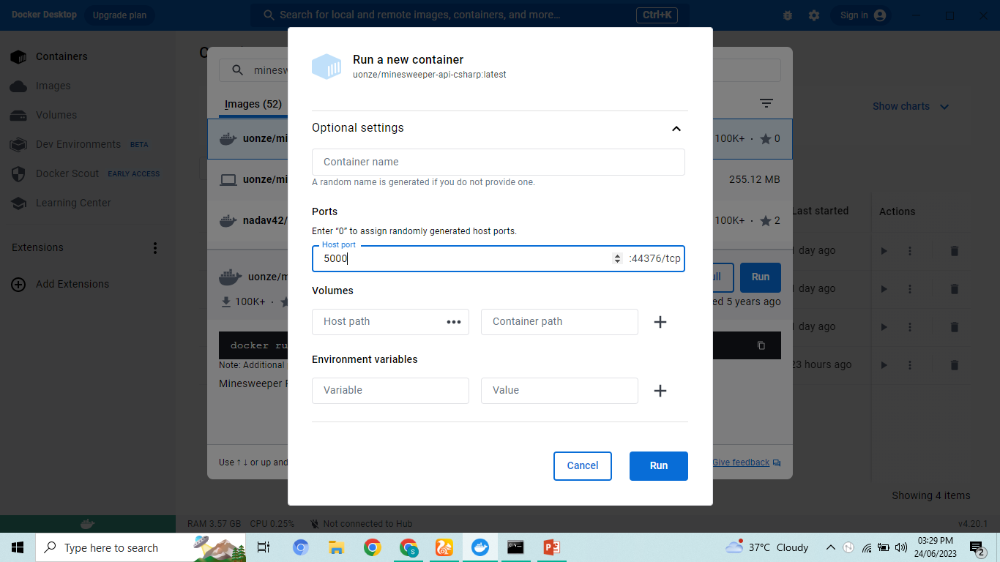 Docker Desktop
Upgrade plan
Search for local and remote images, containers, and more...
Ctrl+K
Sign in
Containers
Images
Volumes
Dev Environments BETA
Docker Scout EARLY ACCESS
Learning Center
Extensions
Add Extensions
Show charts
Last started
Actions
day ago
day ago
day ago
23 hours ago
Showing 4 items
Images (52)
uonze/mi
100K+ · 0
uonze/mi
255.12 MB
nadav42/
100K+ · 2
uonze/m
Run
100K+ ·
5 years ago
docker ru
Note: Additional
Minesweeper
Use ↑ ↓ or up and
Give feedback
Run a new container
uonze/minesweeper-api-csharp:latest
Optional settings
Container name
A random name is generated if you do not provide one.
Ports
Enter “0” to assign randomly generated host ports.
Host port
5000
:44376/tcp
Volumes
Host path
Container path
Environment variables
Variable
Value
Cancel
Run
RAM 3.57 GB CPU 0.25% Not connected to Hub
v4.20.1
Type here to search
37°C Cloudy
03:29 PM
24/06/2023
2